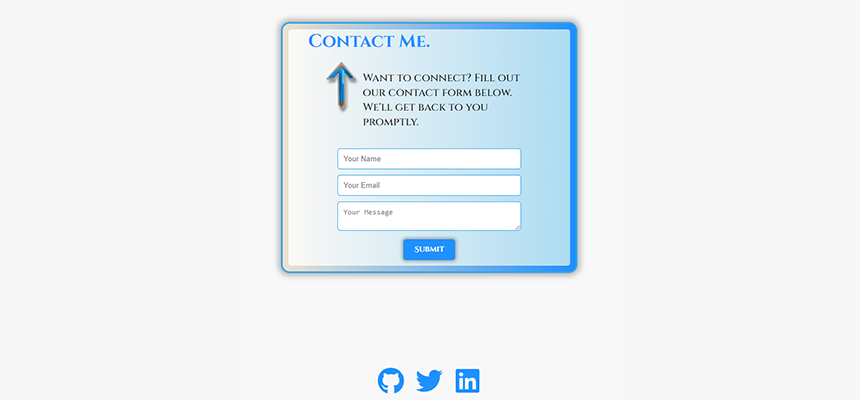 Contact Me.
Want to connect? Fill out
our contact form below.
We'll get back to you
promptly.
Your Name
Your Email
Your Message
Submit
in